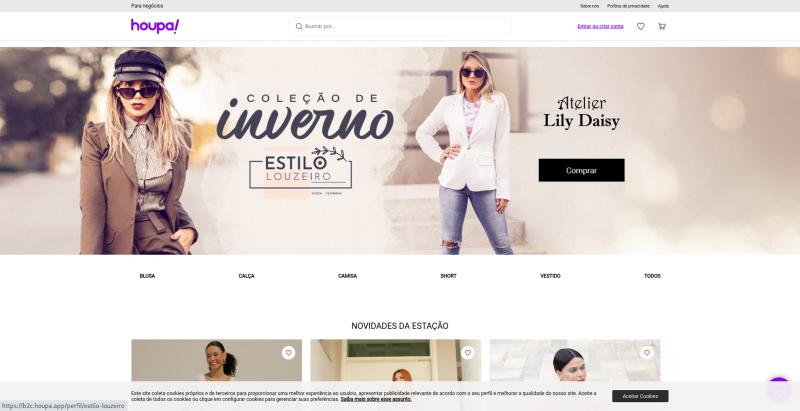 Para negócios
Sobre nós
Política de privacidade
Ajuda
houpa!
Buscar por...
Entrar ou criar conta
COLEÇÃO DE
inverno
ESTILO
LOUZEIRO
MODA FEMININA
Atelier
Lily Daisy
Comprar
BLUSA
CALÇA
CAMISA
SHORT
VESTIDO
TODOS
NOVIDADES DA ESTAÇÃO
Este site coleta cookies próprios e de terceiros para proporcionar uma melhor experiência ao usuário, apresentar publicidade relevante de acordo com o seu perfil e melhorar a qualidade do nosso site. Aceite a
coleta de todos os cookies ou clique em configurar cookies para gerenciar suas preferências. Saiba mais sobre esse assunto.
Aceitar Cookies
https://b2c.houpa.app/perfil/estilo-louzeiro